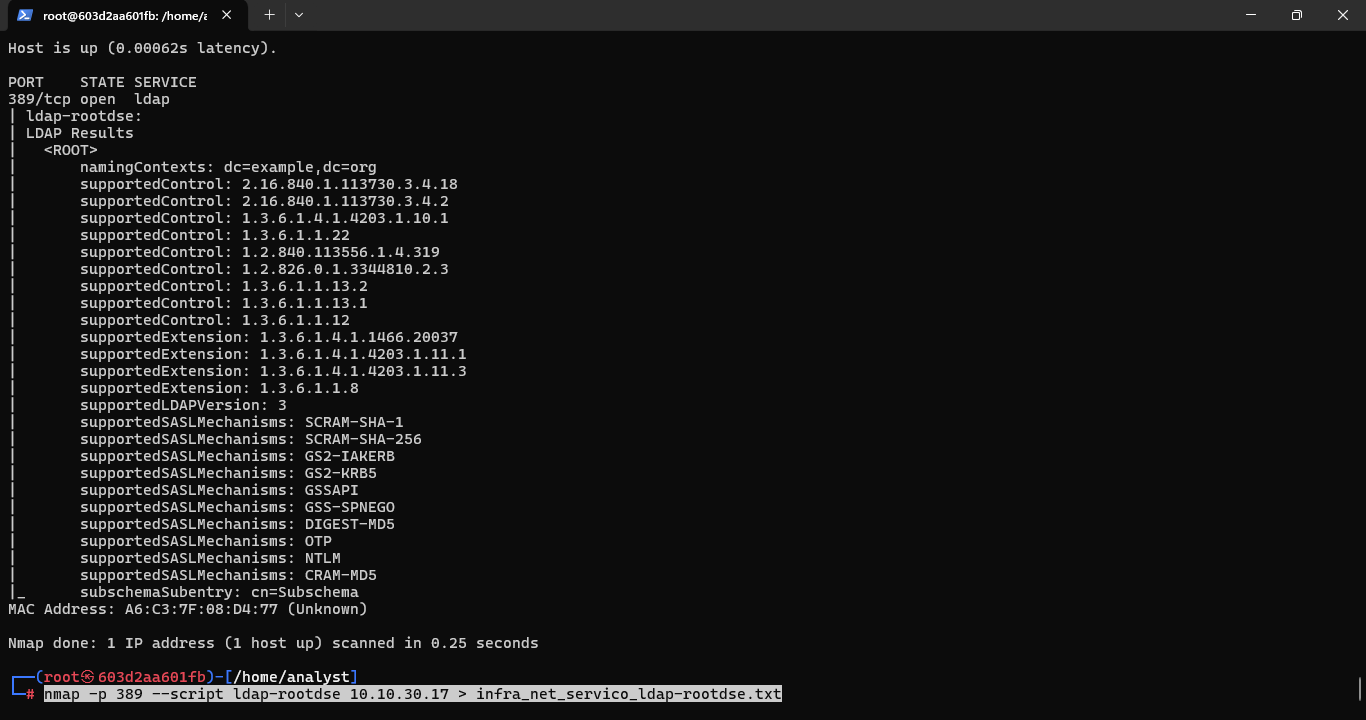 root@603d2aa601fb: /home/a
Host is up (0.00062s latency).
PORT    STATE SERVICE
389/tcp open  ldap
| ldap-rootdse:
| LDAP Results
|   <ROOT>
|       namingContexts: dc=example,dc=org
|       supportedControl: 2.16.840.1.113730.3.4.18
|       supportedControl: 2.16.840.1.113730.3.4.2
|       supportedControl: 1.3.6.1.4.1.4203.1.10.1
|       supportedControl: 1.3.6.1.1.22
|       supportedControl: 1.2.840.113556.1.4.319
|       supportedControl: 1.2.826.0.1.3344810.2.3
|       supportedControl: 1.3.6.1.1.13.2
|       supportedControl: 1.3.6.1.1.13.1
|       supportedControl: 1.3.6.1.1.12
|       supportedExtension: 1.3.6.1.4.1.1466.20037
|       supportedExtension: 1.3.6.1.4.1.4203.1.11.1
|       supportedExtension: 1.3.6.1.4.1.4203.1.11.3
|       supportedExtension: 1.3.6.1.1.8
|       supportedLDAPVersion: 3
|       supportedSASLMechanisms: SCRAM-SHA-1
|       supportedSASLMechanisms: SCRAM-SHA-256
|       supportedSASLMechanisms: GS2-IAKERB
|       supportedSASLMechanisms: GS2-KRB5
|       supportedSASLMechanisms: GSSAPI
|       supportedSASLMechanisms: GSS-SPNEGO
|       supportedSASLMechanisms: DIGEST-MD5
|       supportedSASLMechanisms: OTP
|       supportedSASLMechanisms: NTLM
|       supportedSASLMechanisms: CRAM-MD5
|_      subschemaSubentry: cn=Subschema
MAC Address: A6:C3:7F:08:D4:77 (Unknown)
Nmap done: 1 IP address (1 host up) scanned in 0.25 seconds
┌──(root㉿603d2aa601fb)-[/home/analyst]
└─# nmap -p 389 --script ldap-rootdse 10.10.30.17 > infra_net_servico_ldap-rootdse.txt